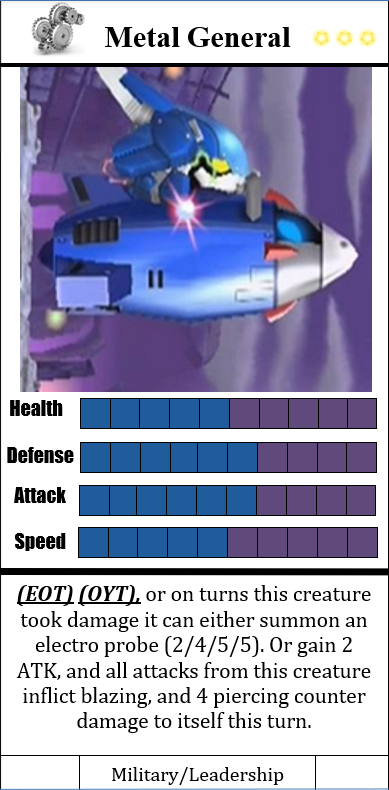 Metal General
Health
Defense
Attack
Speed
(EOT) (OYT), or on turns this creature
took damage it can either summon an
electro probe (2/4/5/5). Or gain 2
ATK, and all attacks from this creature
inflict blazing, and 4 piercing counter
damage to itself this turn.
Military/Leadership